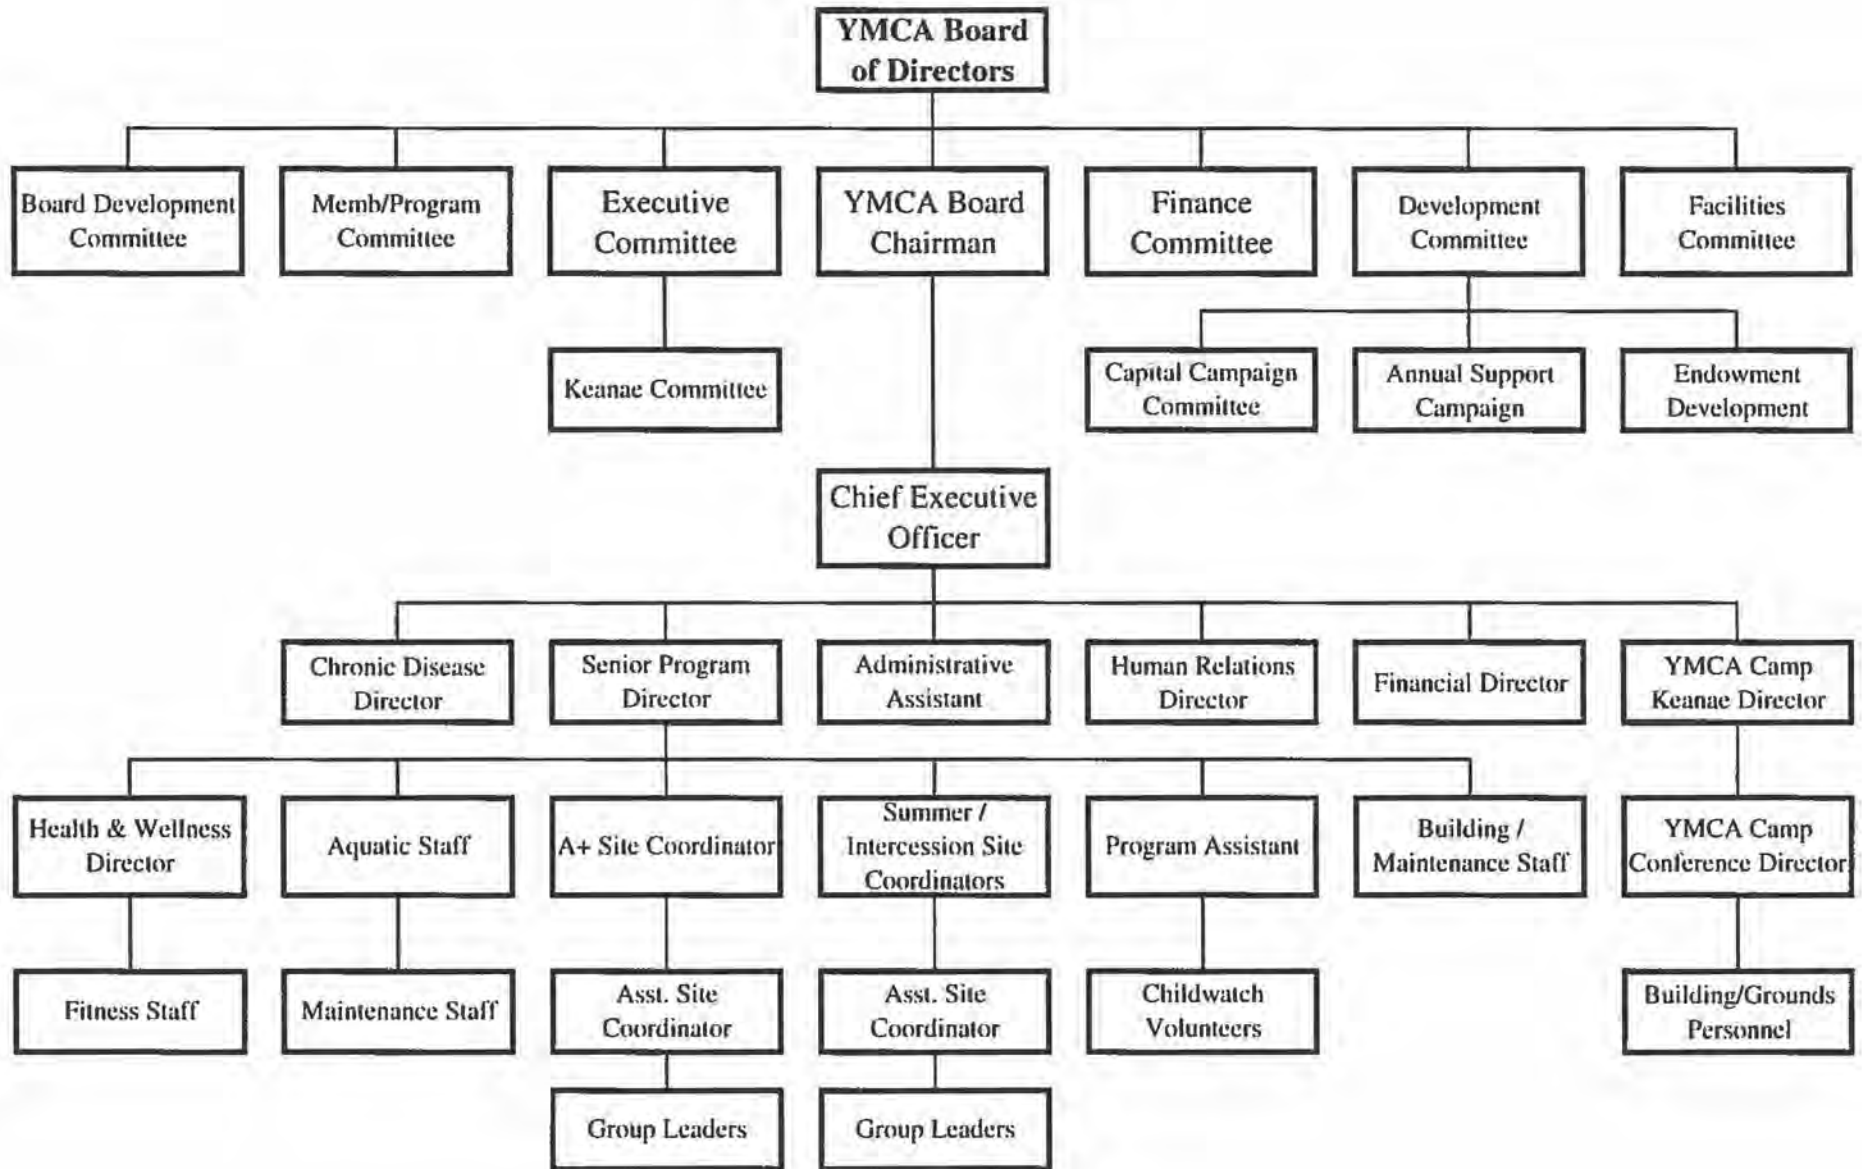 YMCA Board
of Directors
Board Development
Committee
Memb/Program
Committee
Executive
Committee
YMCA Board
Chairman
Finance
Committee
Development
Committee
Facilities
Committee
Keanae Committee
Capital Campaign
Committee
Annual Support
Campaign
Endowment
Development
Chief Executive
Officer
Chronic Disease
Director
Senior Program
Director
Administrative
Assistant
Human Relations
Director
Financial Director
YMCA Camp
Keanae Director
Health & Wellness
Director
Aquatic Staff
A+ Site Coordinator
Summer /
Intercession Site
Coordinators
Program Assistant
Building /
Maintenance Staff
YMCA Camp
Conference Director
Fitness Staff
Maintenance Staff
Asst. Site
Coordinator
Asst. Site
Coordinator
Childwatch
Volunteers
Building/Grounds
Personnel
Group Leaders
Group Leaders